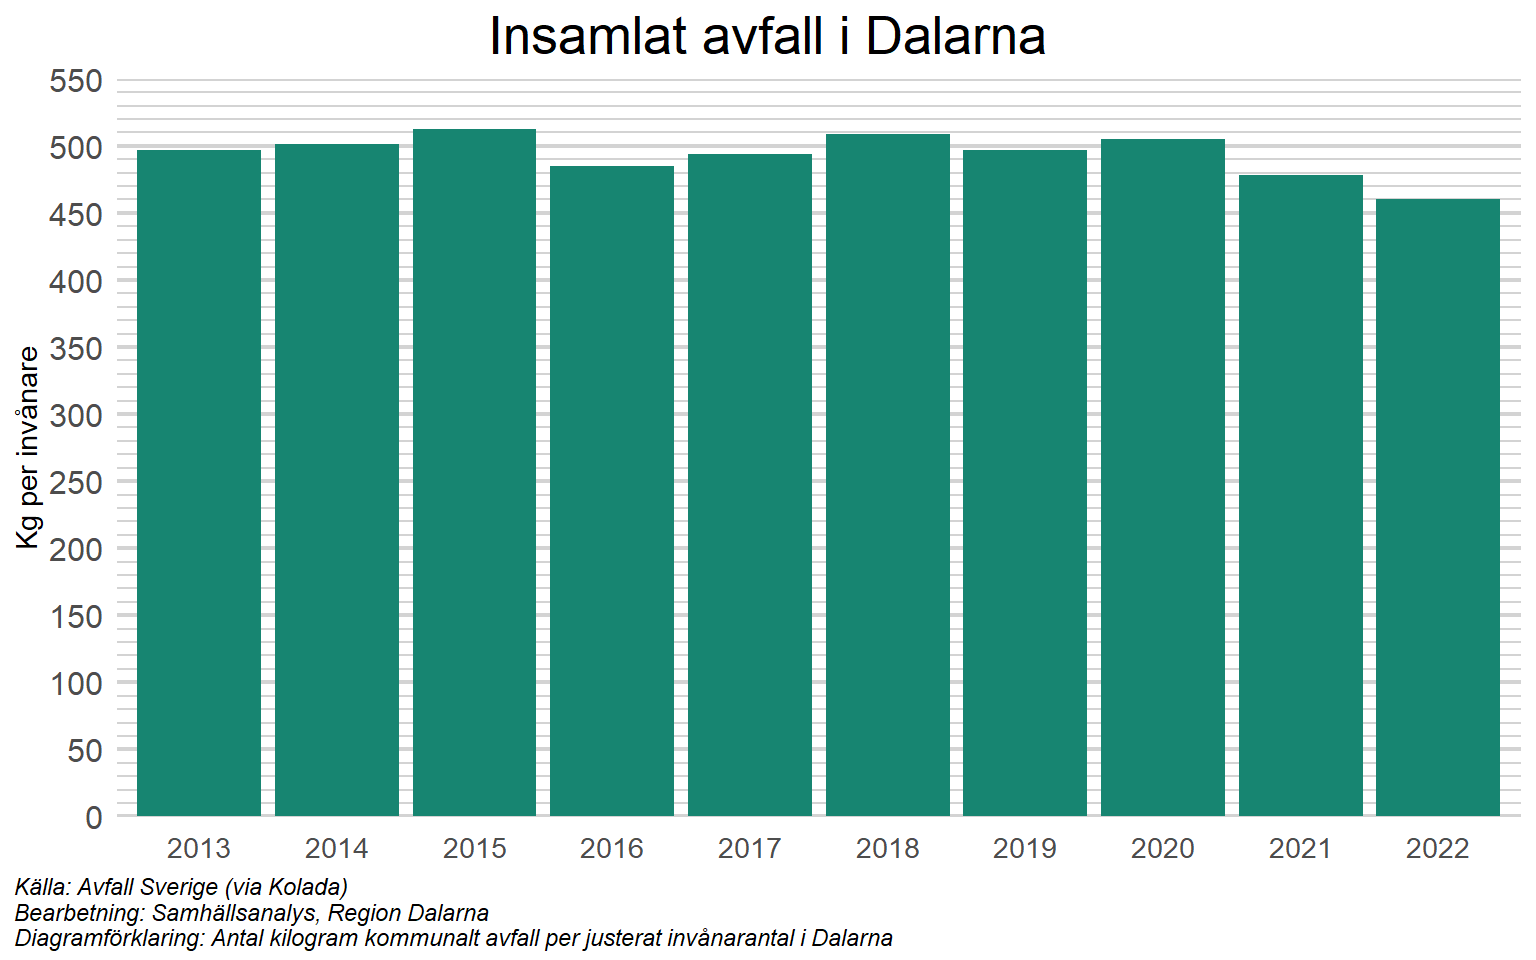 Insamlat avfall i Dalarna
Kg per invånare
550
500
450
400
350
300
250
200
150
100
50
0
2013 2014 2015 2016 2017 2018 2019 2020 2021 2022
Källa: Avfall Sverige (via Kolada)
Bearbetning: Samhällsanalys, Region Dalarna
Diagramförklaring: Antal kilogram kommunalt avfall per justerat invånarantal i Dalarna